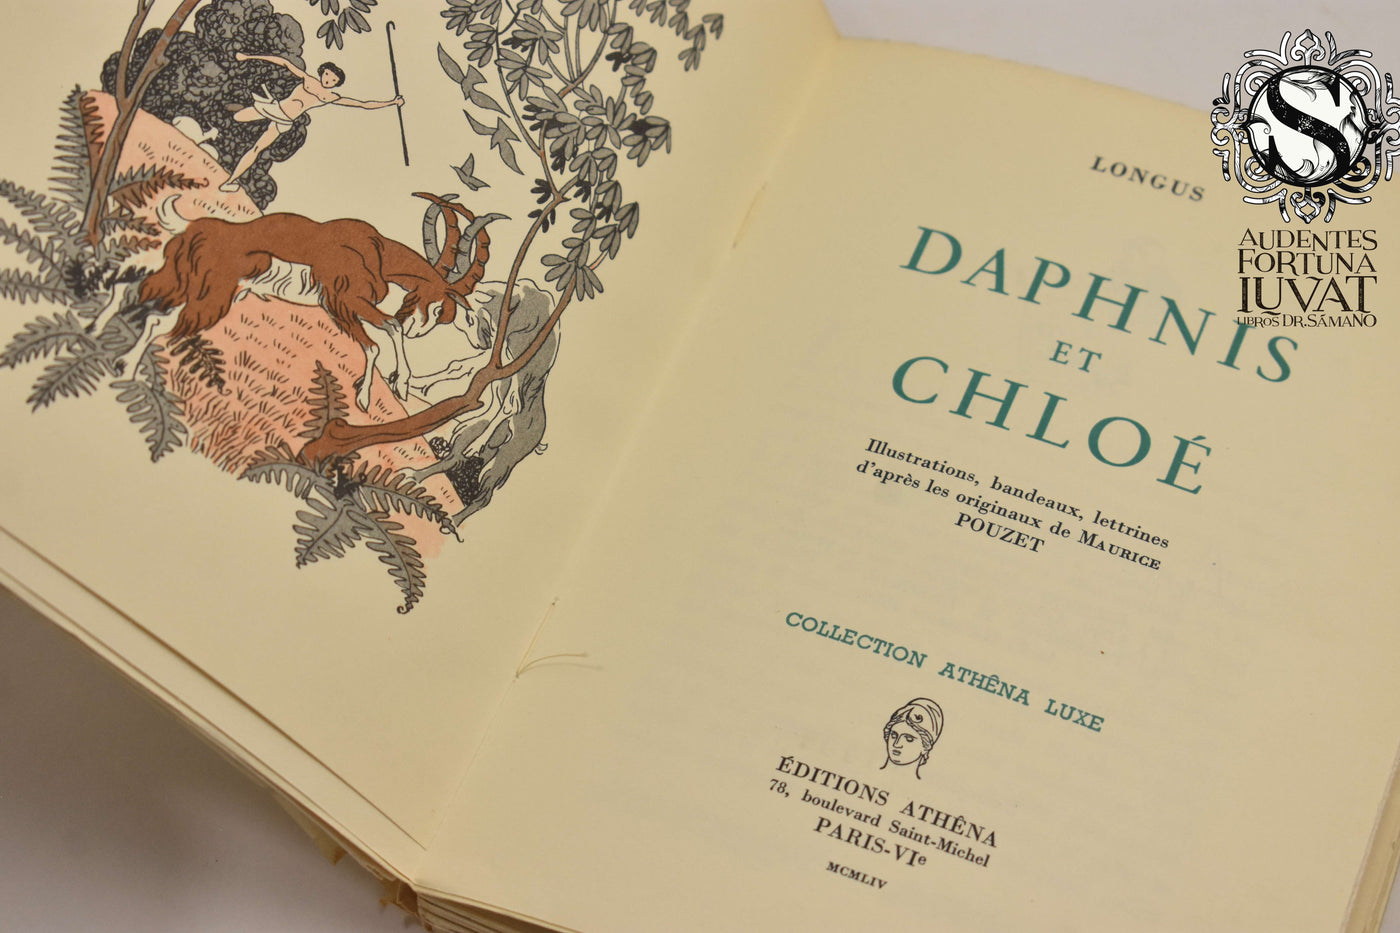 LONGUS
DAPHNIS
ET
CHLOÉ
Illustrations, bandeaux, lettrines
d'après les originaux de MAURICE
POUZET
COLLECTION ATHÊNA LUXE
ÉDITIONS ATHÊNA
78, boulevard Saint-Michel
PARIS-VIe
MCMLIV
S
AUDENTES
FORTUNA
IUVAT
LIBROS DR. SÁMANO